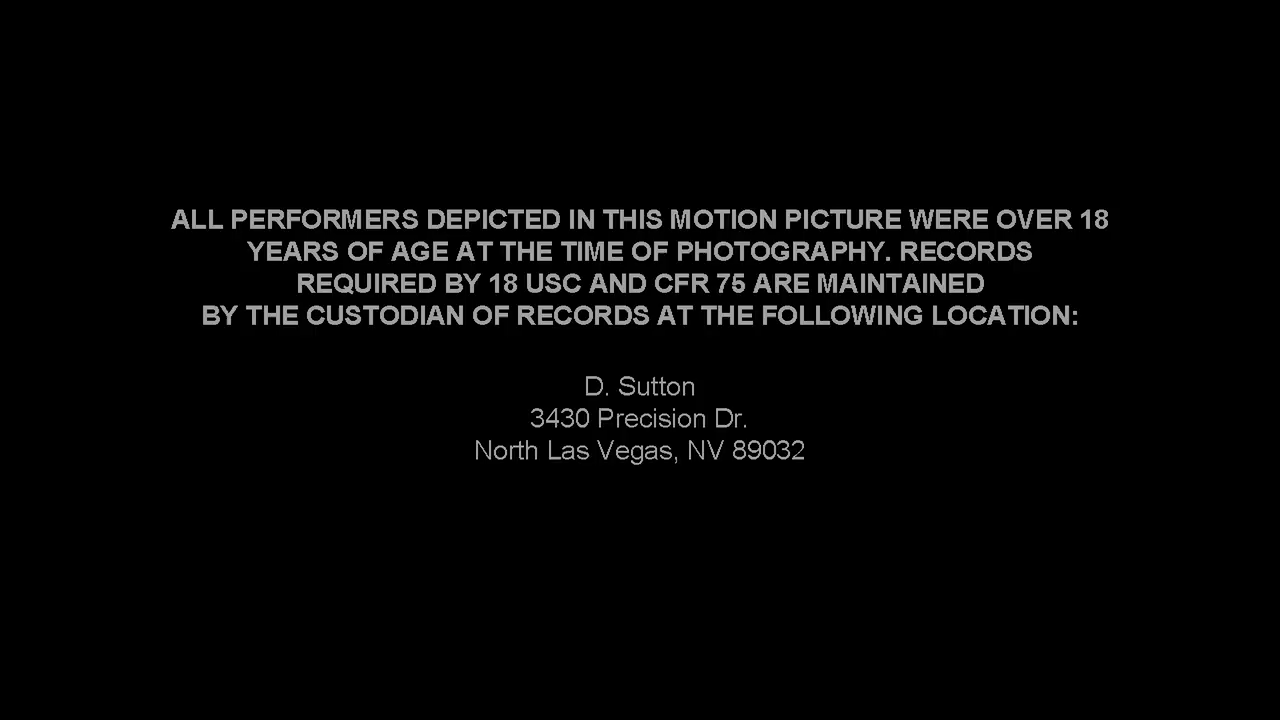 ALL PERFORMERS DEPICTED IN THIS MOTION PICTURE WERE OVER 18
YEARS OF AGE AT THE TIME OF PHOTOGRAPHY. RECORDS
REQUIRED BY 18 USC AND CFR 75 ARE MAINTAINED
BY THE CUSTODIAN OF RECORDS AT THE FOLLOWING LOCATION:
D. Sutton
3430 Precision Dr.
North Las Vegas, NV 89032